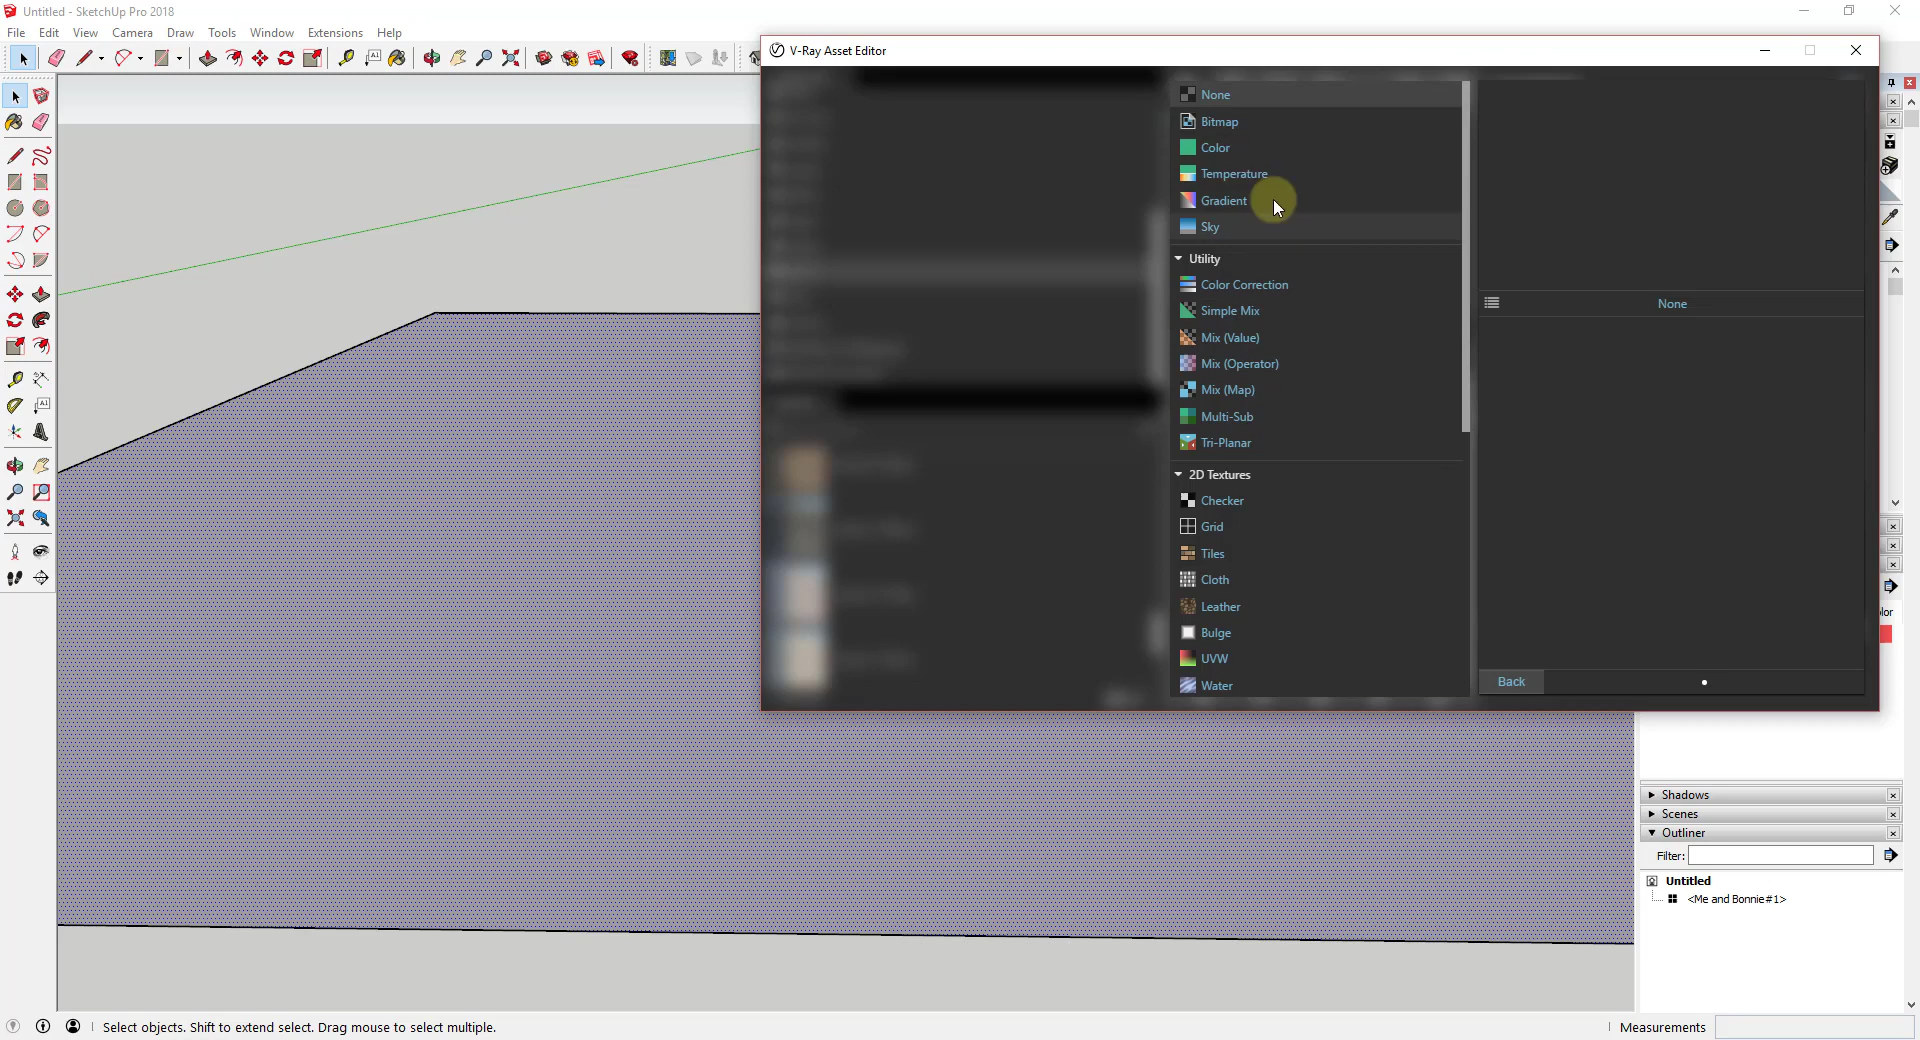 Untitled - SketchUp Pro 2018
File Edit View Camera Draw Tools Window Extensions Help
V-Ray Asset Editor
None
Bitmap
Color
Temperature
Gradient
Sky
Utility
Color Correction
Simple Mix
Mix (Value)
Mix (Operator)
Mix (Map)
Multi-Sub
Tri-Planar
2D Textures
Checker
Grid
Tiles
Cloth
Leather
Bulge
UVW
Water
None
Back
lor
Shadows
Scenes
Outliner
Filter:
Untitled
<Me and Bonnie#1>
Select objects. Shift to extend select. Drag mouse to select multiple.
Measurements